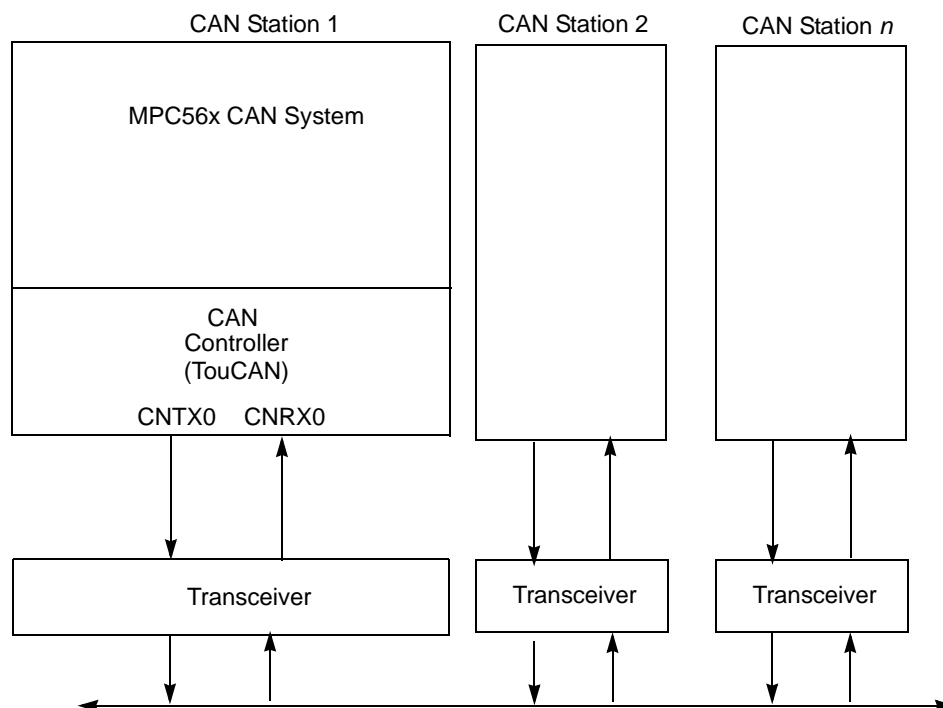 CAN Station 1
CAN Station 2
CAN Station n
MPC56x CAN System
CAN
Controller
(TouCAN)
CNTX0 CNRX0
Transceiver
Transceiver
Transceiver